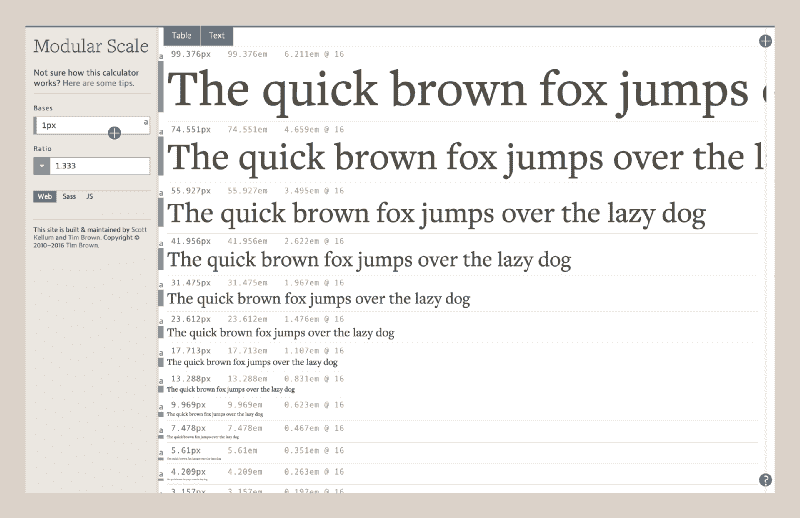 Modular Scale
Not sure how this calculator
works? Here are some tips.
Bases
1px
a
Ratio
1.333
Web Sass JS
This site is built & maintained by Scott
Kellum and Tim Brown. Copyright ©
2010–2016 Tim Brown.
Table Text
a 99.376px 99.376em 6.211em @ 16
The quick brown fox jumps
a 74.551px 74.551em 4.659em @ 16
The quick brown fox jumps over the
a 55.927px 55.927em 3.495em @ 16
The quick brown fox jumps over the lazy dog
a 41.956px 41.956em 2.622em @ 16
The quick brown fox jumps over the lazy dog
a 31.475px 31.475em 1.967em @ 16
The quick brown fox jumps over the lazy dog
a 23.612px 23.612em 1.476em @ 16
The quick brown fox jumps over the lazy dog
a 17.713px 17.713em 1.107em @ 16
The quick brown fox jumps over the lazy dog
a 13.288px 13.288em 0.831em @ 16
The quick brown fox jumps over the lazy dog
a 9.969px 9.969em 0.623em @ 16
The quick brown fox jumps over the lazy dog
a 7.478px 7.478em 0.467em @ 16
The quick brown fox jumps over the lazy dog
a 5.61px 5.61em 0.351em @ 16
a 4.209px 4.209em 0.263em @ 16
?
a 3.157px 3.157em 0.197em @ 16